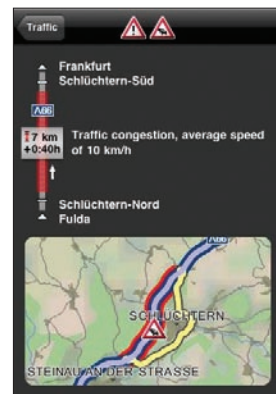 Traffic
Frankfurt
Schlüchtern-Süd
A66
7 km
+0:40h
Traffic congestion, average speed
of 10 km/h
Schlüchtern-Nord
Fulda
A66
SCHLÜCHTERN
STEINAU AN DER STRASSE